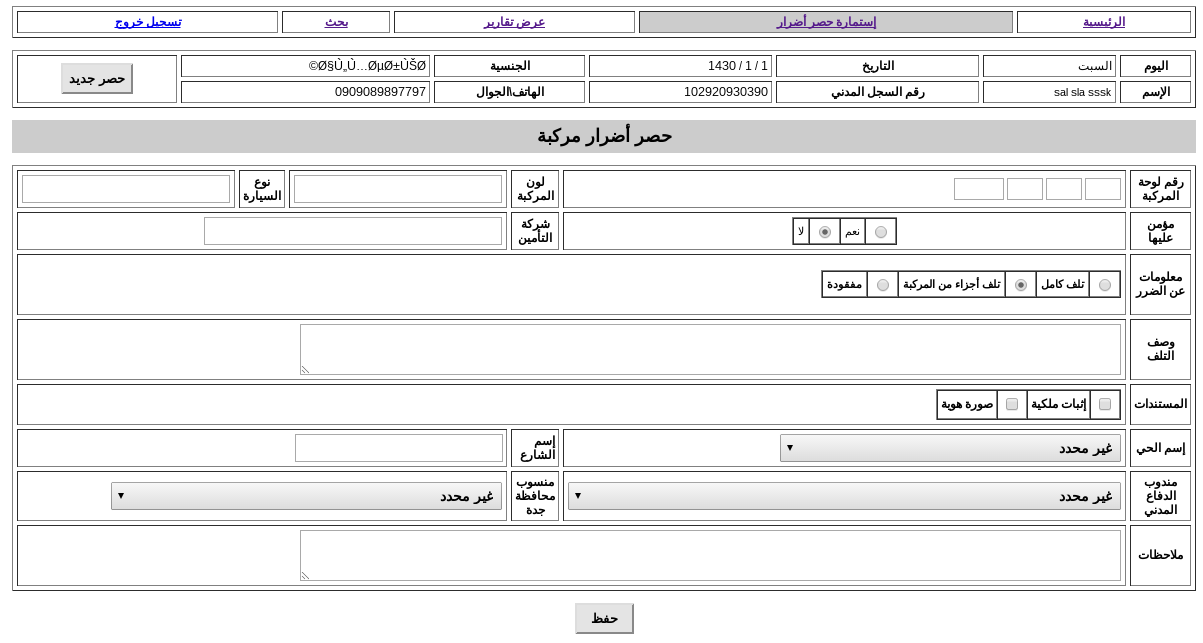 الرئيسية إستمارة حصر أضرار عرض تقارير بحث تسجيل خروج
اليوم السبت التاريخ 1 / 1 / 1430 الجنسية Ø§Ù„Ù…ØµØ±ÙŠØ© حصر جديد
الإسم sal sla sssk رقم السجل المدني 102920930390 الهاتف\الجوال 0909089897797
حصر أضرار مركبة
رقم لوحة المركبة لون المركبة نوع السيارة
مؤمن عليها نعم لا شركة التأمين
معلومات عن الضرر تلف كامل تلف أجزاء من المركبة مفقودة
وصف التلف
المستندات إثبات ملكية صورة هوية
إسم الحي غير محدد إسم الشارع
مندوب الدفاع المدني غير محدد منسوب محافظة جدة غير محدد
ملاحظات
حفظ